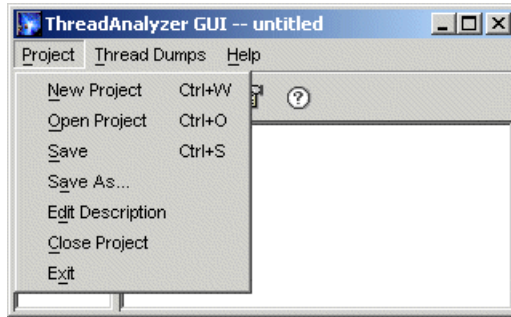 ThreadAnalyzer GUI -- untitled
Project Thread Dumps Help
New Project Ctrl+W
Open Project Ctrl+O
Save Ctrl+S
Save As...
Edit Description
Close Project
Exit